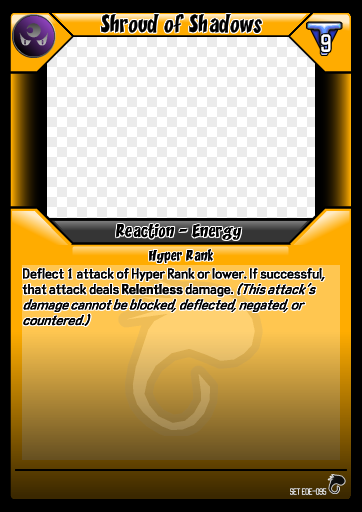 Shroud of Shadows
9
Reaction - Energy
Hyper Rank
Deflect 1 attack of Hyper Rank or lower. If successful,
that attack deals Relentless damage. (This attack's
damage cannot be blocked, deflected, negated, or
countered.)
SET EOE-095